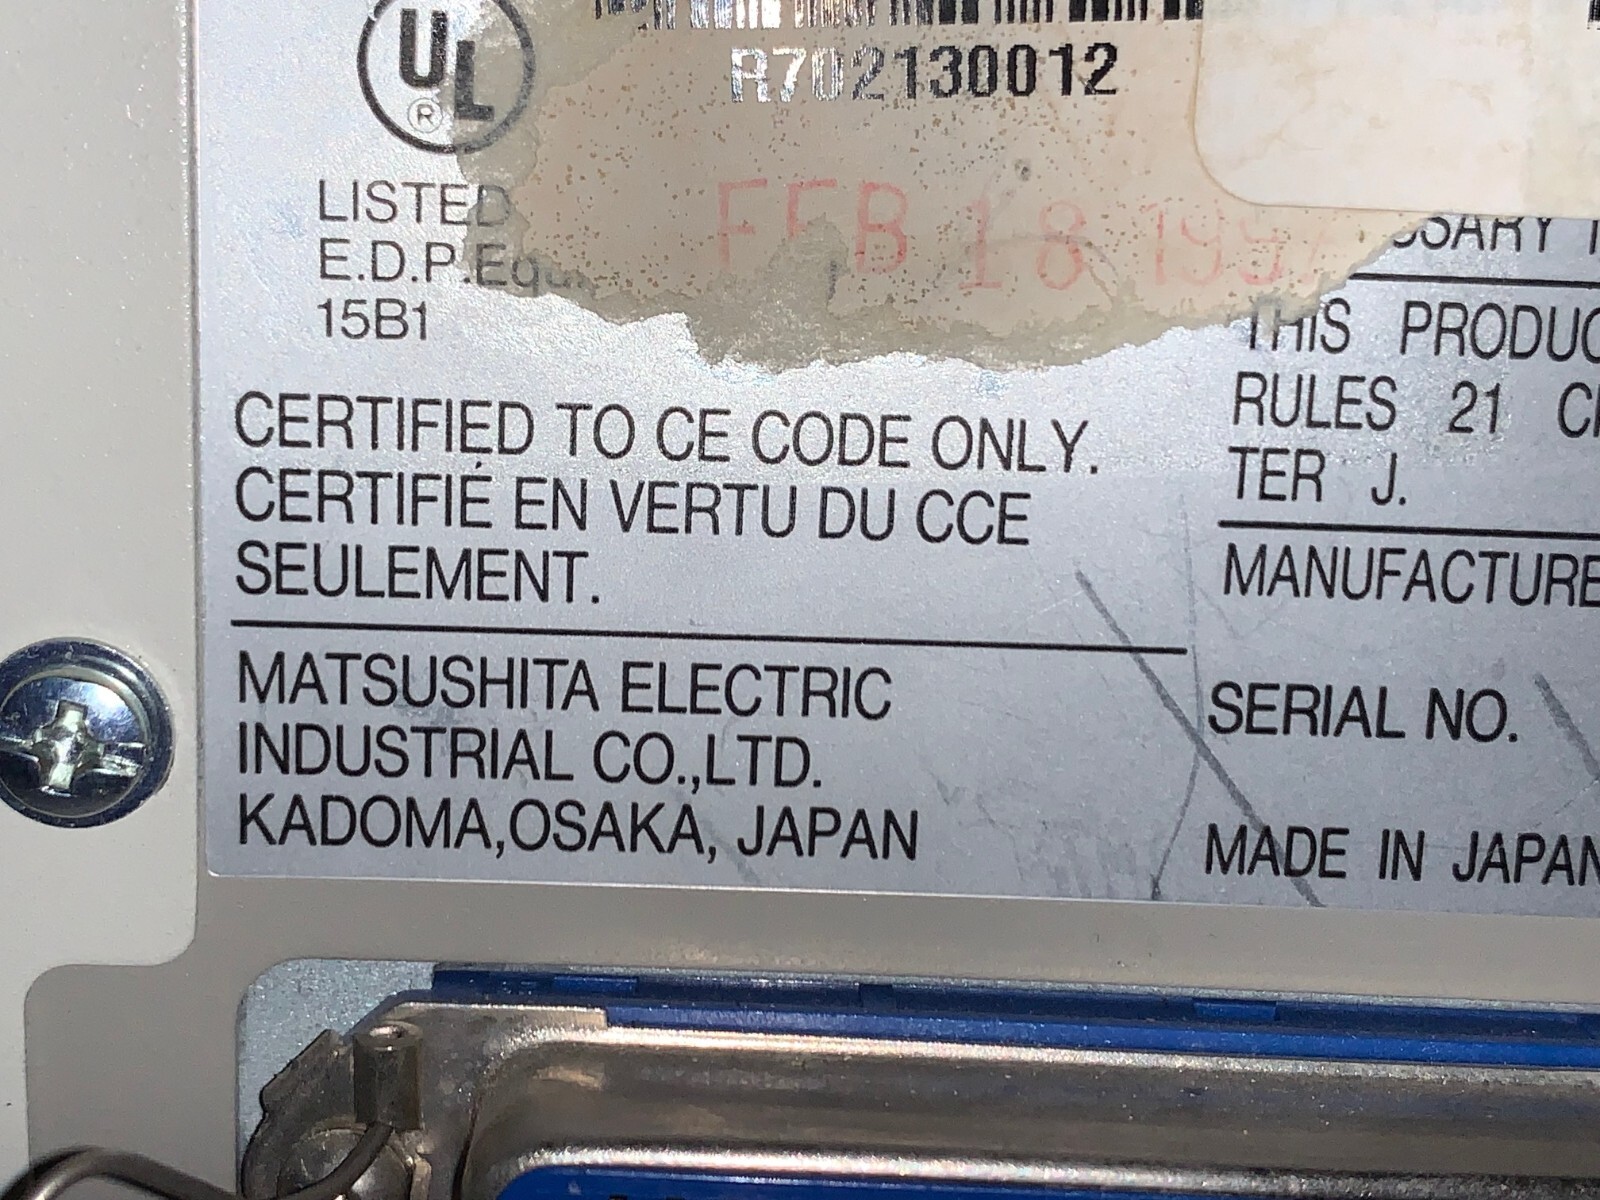 UL
®
R702130012
LISTED
FEB 18 1997
E.D.P.
15B1
THIS PRODUC
RULES 21
TER J.
CERTIFIED TO CE CODE ONLY.
CERTIFIÉ EN VERTU DU CCE
SEULEMENT.
MANUFACTURE
MATSUSHITA ELECTRIC
INDUSTRIAL CO.,LTD.
KADOMA,OSAKA, JAPAN
SERIAL NO.
MADE IN JAPAN